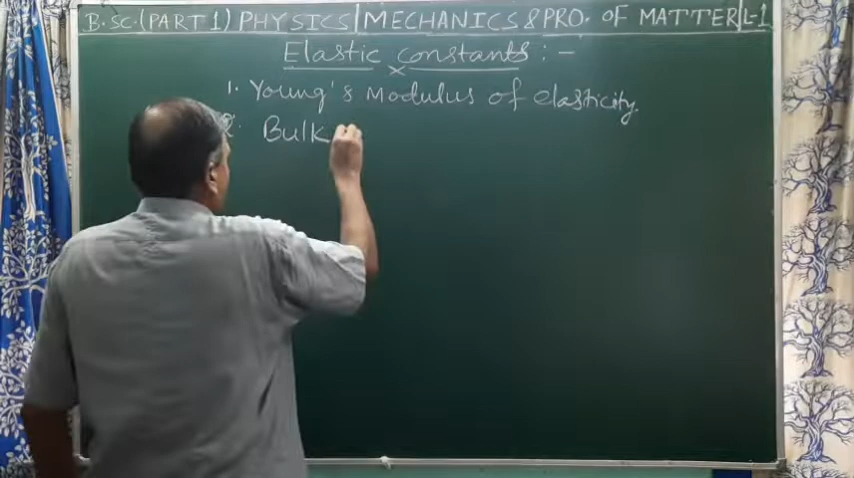 B.SC.(PART 1) PHYSICS|MECHANICS & PRO. OF MATTER|L-1
Elastic constants :-
1. Young's Modulus of elasticity.
2. Bulk